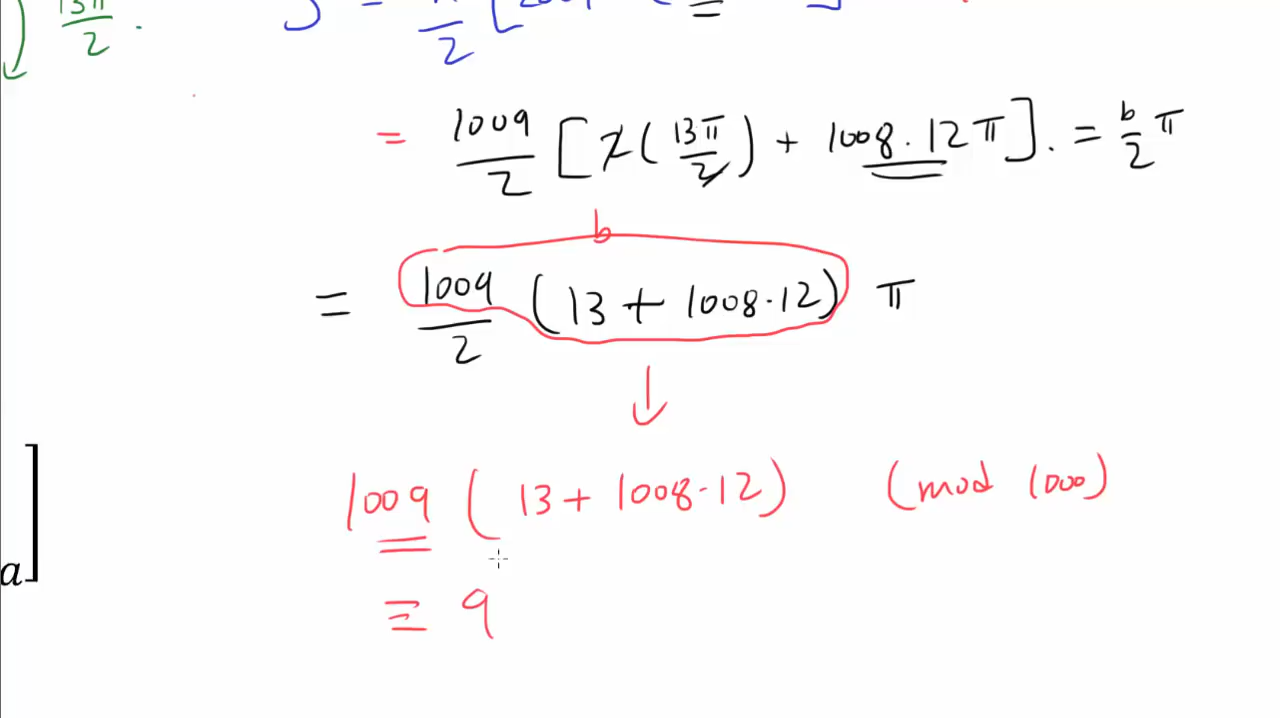 13π/2 .
= 1009/2 [ 2 ( 13π/2 ) + 1008·12π ] . = b/2 π
b
= 1009/2 ( 13 + 1008·12 ) π
↓
1009 ( 13 + 1008·12 ) (mod 1000)
a ]
≡ 9